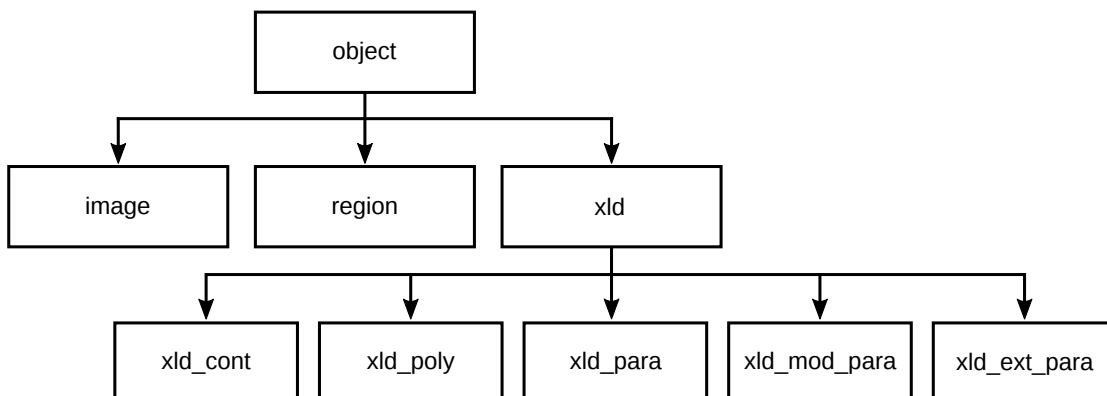 object
image
region
xld
xld_cont
xld_poly
xld_para
xld_mod_para
xld_ext_para